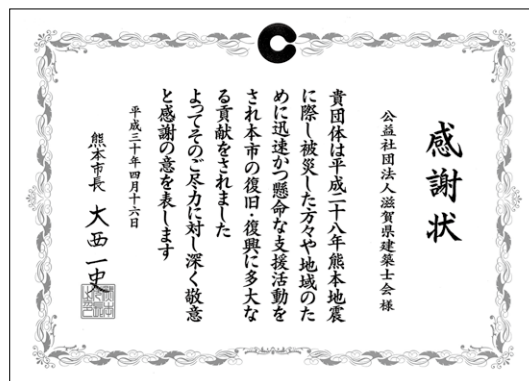 感謝状
公益社団法人滋賀県建築士会 様
貴団体は平成二十八年熊本地震
に際し被災した方々や地域のた
めに迅速かつ懸命な支援活動を
され本市の復旧・復興に多大な
る貢献をされました
よってそのご尽力に対し深く敬意
と感謝の意を表します
平成三十年四月十六日
熊本市長 大西一史